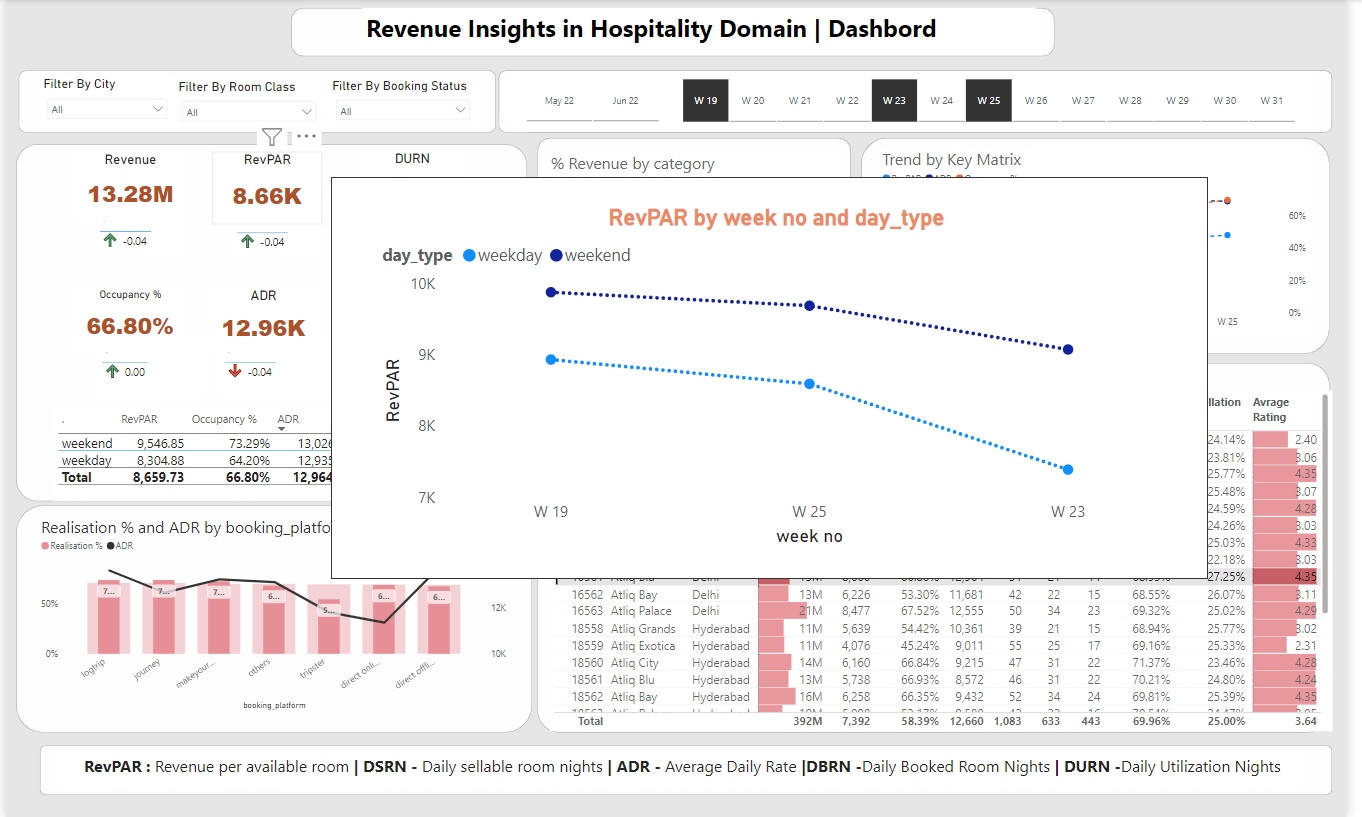 Revenue Insights in Hospitality Domain | Dashbord
Filter By City
All
Filter By Room Class
All
Filter By Booking Status
All
May 22 Jun 22 W 19 W 20 W 21 W 22 W 23 W 24 W 25 W 26 W 27 W 28 W 29 W 30 W 31
Revenue
13.28M
-0.04
RevPAR
8.66K
-0.04
DURN
Occupancy %
66.80%
0.00
ADR
12.96K
-0.04
. RevPAR Occupancy % ADR
weekend 9,546.85 73.29% 13,026
weekday 8,304.88 64.20% 12,935
Total 8,659.73 66.80% 12,964
% Revenue by category
Trend by Key Matrix
60%
40%
20%
0%
W 25
RevPAR by week no and day_type
day_type weekday weekend
10K
9K
8K
7K
RevPAR
W 19 W 25 W 23
week no
Realisation % and ADR by booking_platfo
Realisation % ADR
50%
0%
12K
10K
7... 7... 7... 6... 5... 6... 6...
logtrip journey makeyour... others tripster direct onli... direct offli...
booking_platform
llation Avrage Rating
24.14% 2.40
23.81% 3.06
25.77% 4.35
25.48% 3.07
24.59% 4.28
24.26% 3.03
25.03% 4.33
22.18% 3.03
27.25% 4.35
16562 Atliq Bay Delhi 13M 6,226 53.30% 11,681 42 22 15 68.55% 26.07% 3.11
16563 Atliq Palace Delhi 21M 8,477 67.52% 12,555 50 34 23 69.32% 25.02% 4.29
18558 Atliq Grands Hyderabad 11M 5,639 54.42% 10,361 39 21 15 68.94% 25.77% 3.02
18559 Atliq Exotica Hyderabad 11M 4,076 45.24% 9,011 55 25 17 69.16% 25.33% 2.31
18560 Atliq City Hyderabad 14M 6,160 66.84% 9,215 47 31 22 71.37% 23.46% 4.28
18561 Atliq Blu Hyderabad 13M 5,738 66.93% 8,572 46 31 22 70.21% 24.80% 4.24
18562 Atliq Bay Hyderabad 16M 6,258 66.35% 9,432 52 34 24 69.81% 25.39% 4.35
Total 392M 7,392 58.39% 12,660 1,083 633 443 69.96% 25.00% 3.64
RevPAR : Revenue per available room | DSRN - Daily sellable room nights | ADR - Average Daily Rate |DBRN -Daily Booked Room Nights | DURN -Daily Utilization Nights